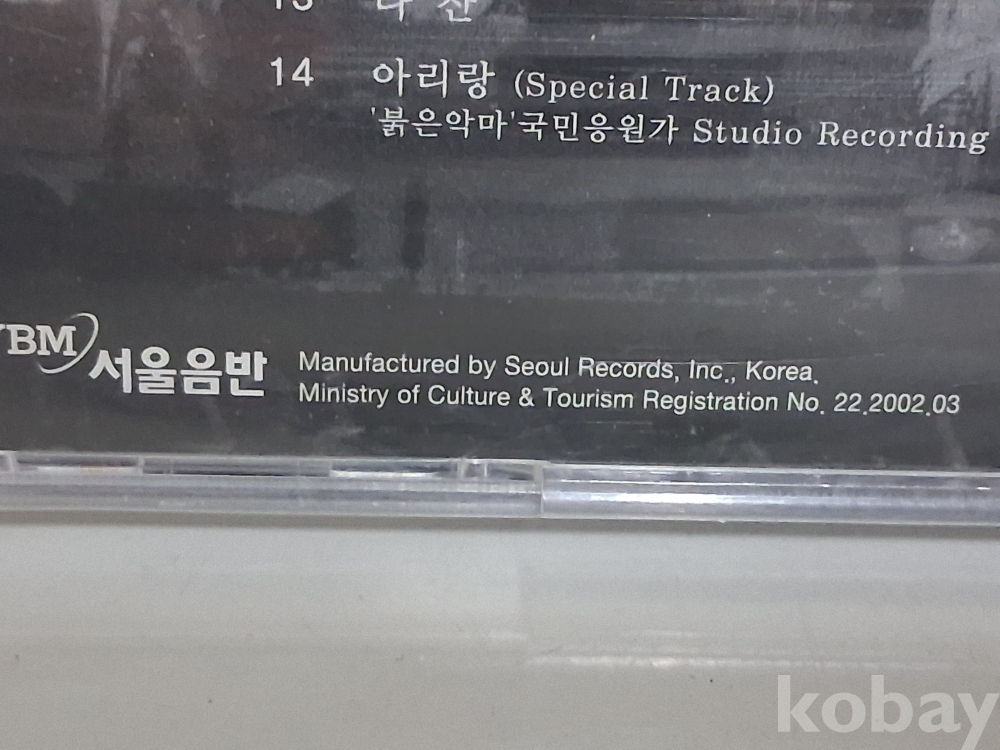 14 아리랑 (Special Track)
'붉은악마'국민응원가 Studio Recording
YBM 서울음반
Manufactured by Seoul Records, Inc., Korea.
Ministry of Culture & Tourism Registration No. 22.2002.03
kobay